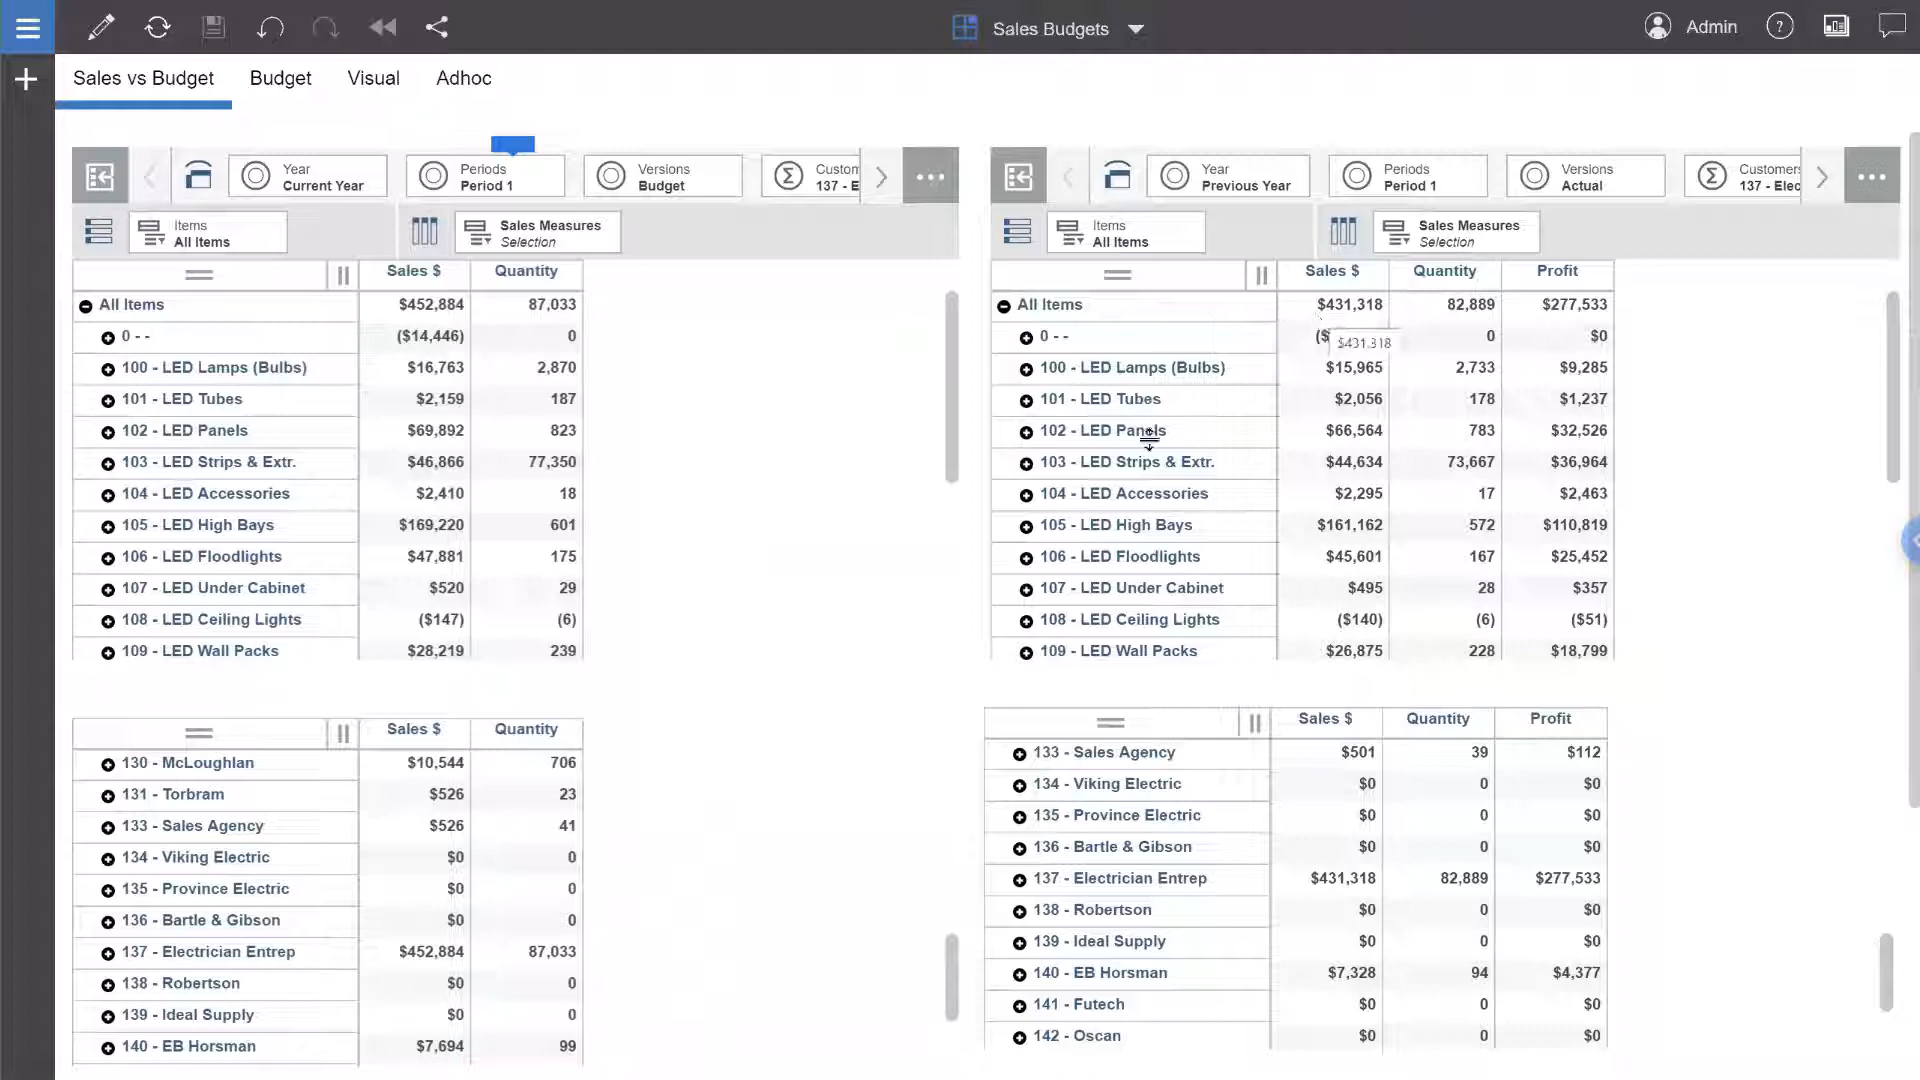 Sales Budgets
Admin
Sales vs Budget Budget Visual Adhoc
Year
Current Year
Periods
Period 1
Versions
Budget
Custom
137 - E
Items
All Items
Sales Measures
Selection
Sales $ Quantity
All Items $452,884 87,033
0 - - ($14,446) 0
100 - LED Lamps (Bulbs) $16,763 2,870
101 - LED Tubes $2,159 187
102 - LED Panels $69,892 823
103 - LED Strips & Extr. $46,866 77,350
104 - LED Accessories $2,410 18
105 - LED High Bays $169,220 601
106 - LED Floodlights $47,881 175
107 - LED Under Cabinet $520 29
108 - LED Ceiling Lights ($147) (6)
109 - LED Wall Packs $28,219 239
Year
Previous Year
Periods
Period 1
Versions
Actual
Customers
137 - Elec
Items
All Items
Sales Measures
Selection
Sales $ Quantity Profit
All Items $431,318 82,889 $277,533
0 - - ($ 0 $0
$431,318
100 - LED Lamps (Bulbs) $15,965 2,733 $9,285
101 - LED Tubes $2,056 178 $1,237
102 - LED Panels $66,564 783 $32,526
103 - LED Strips & Extr. $44,634 73,667 $36,964
104 - LED Accessories $2,295 17 $2,463
105 - LED High Bays $161,162 572 $110,819
106 - LED Floodlights $45,601 167 $25,452
107 - LED Under Cabinet $495 28 $357
108 - LED Ceiling Lights ($140) (6) ($51)
109 - LED Wall Packs $26,875 228 $18,799
Sales $ Quantity
130 - McLoughlan $10,544 706
131 - Torbram $526 23
133 - Sales Agency $526 41
134 - Viking Electric $0 0
135 - Province Electric $0 0
136 - Bartle & Gibson $0 0
137 - Electrician Entrep $452,884 87,033
138 - Robertson $0 0
139 - Ideal Supply $0 0
140 - EB Horsman $7,694 99
Sales $ Quantity Profit
133 - Sales Agency $501 39 $112
134 - Viking Electric $0 0 $0
135 - Province Electric $0 0 $0
136 - Bartle & Gibson $0 0 $0
137 - Electrician Entrep $431,318 82,889 $277,533
138 - Robertson $0 0 $0
139 - Ideal Supply $0 0 $0
140 - EB Horsman $7,328 94 $4,377
141 - Futech $0 0 $0
142 - Oscan $0 0 $0